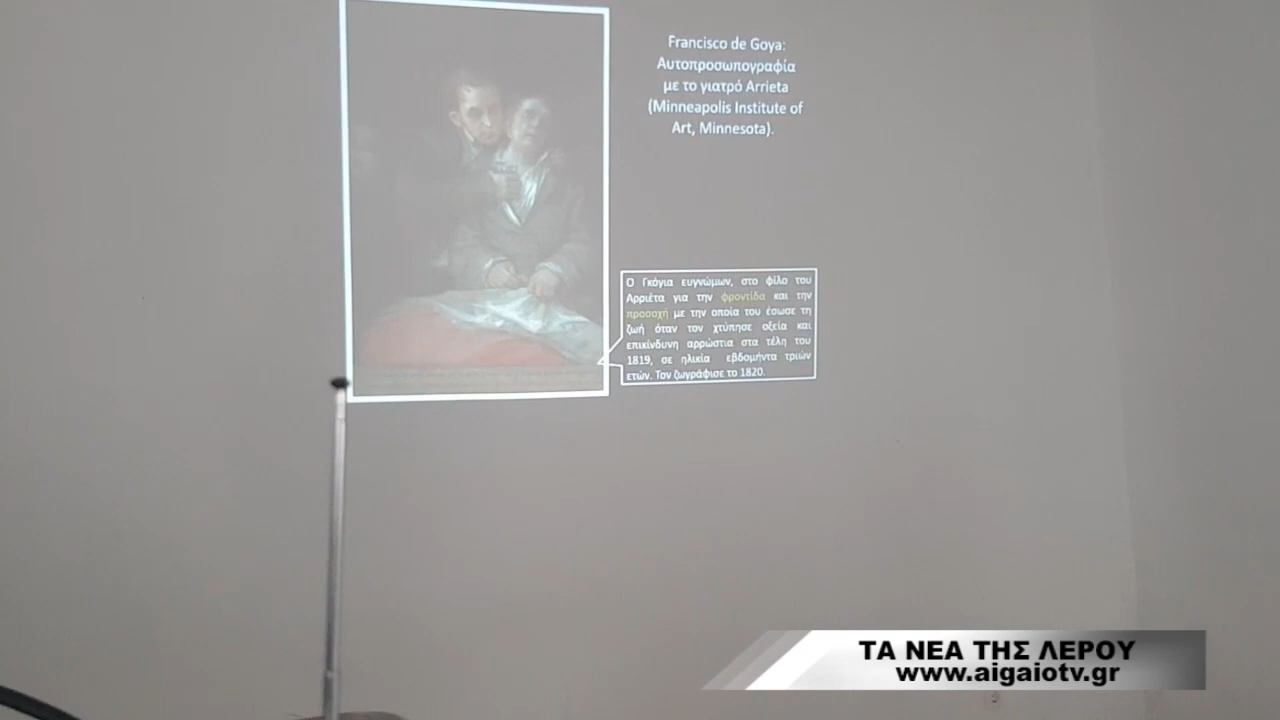 Francisco de Goya:
Αυτοπροσωπογραφία
με το γιατρό Arrieta
(Minneapolis Institute of
Art, Minnesota).
Ο Γκόγια ευγνώμων, στο φίλο του
Αρριέτα για την φροντίδα και την
προσοχή με την οποία του έσωσε τη
ζωή όταν τον χτύπησε οξεία και
επικίνδυνη αρρώστια στα τέλη του
1819, σε ηλικία εβδομήντα τριών
ετών. Τον ζωγράφισε το 1820.
ΤΑ ΝΕΑ ΤΗΣ ΛΕΡΟΥ
www.aigaiotv.gr